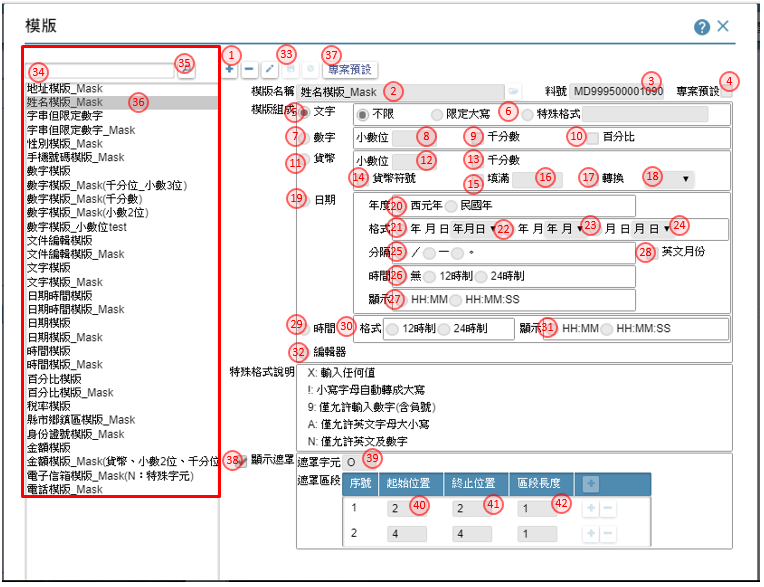 模版
?
1
33
37
34
35
專案預設
模版名稱 姓名模版_Mask 2 料號 MD999500001090 3 專案預設 4
模版組成 文字 不限 限定大寫 6 特殊格式
7 數字 小數位 8 9 千分數 10 百分比
11 貨幣 小數位 12 13 千分數
14 貨幣符號 15 填滿 16 17 轉換 18
19 日期 年度 20 西元年 民國年
格式 21 年 月 日 年月日 22 年 月 年 月 23 月 日 月 日 24
分隔 25 / — 。 28 英文月份
時間 26 無 12時制 24時制
顯示 27 HH:MM HH:MM:SS
29 時間 30 格式 12時制 24時制 顯示 31 HH:MM HH:MM:SS
32 編輯器
特殊格式說明 X: 輸入任何值
!: 小寫字母自動轉成大寫
9: 僅允許輸入數字(含負號)
A: 僅允許英文字母大小寫
N: 僅允許英文及數字
38 顯示遮罩 遮罩字元 O 39
遮罩區段 序號 起始位置 終止位置 區段長度
1 2 40 2 41 1 42
2 4 4 1
地址模版_Mask
姓名模版_Mask 36
字串但限定數字
字串但限定數字_Mask
性別模版_Mask
手機號碼模版_Mask
數字模版
數字模版_Mask(千分位_小數3位)
數字模版_Mask(千分數)
數字模版_Mask(小數2位)
數字模版_小數位test
文件編輯模版
文件編輯模版_Mask
文字模版
文字模版_Mask
日期時間模版
日期時間模版_Mask
日期模版
日期模版_Mask
時間模版
時間模版_Mask
百分比模版
百分比模版_Mask
稅率模版
縣市鄉鎮區模版_Mask
身份證號模版_Mask
金額模版
金額模版_Mask(貨幣、小數2位、千分位
電子信箱模版_Mask(N：特殊字元)
電話模版_Mask